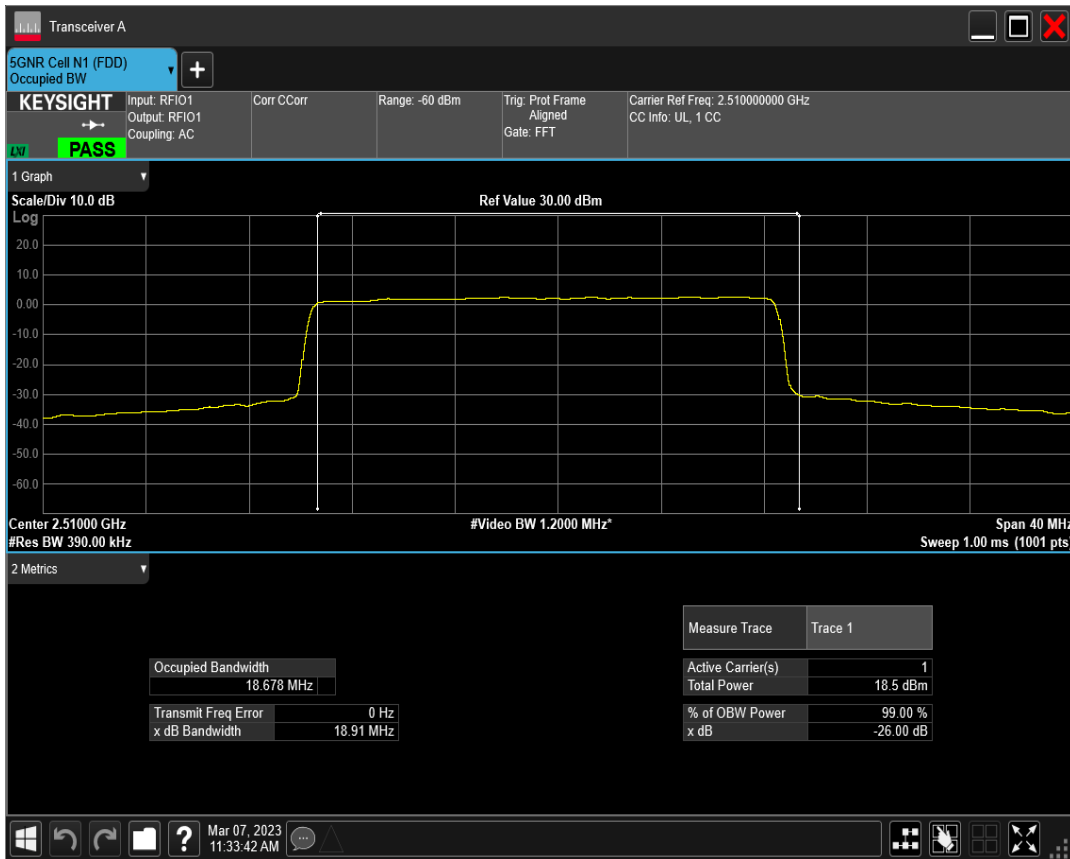 Transceiver A
5GNR Cell N1 (FDD)
Occupied BW
+
KEYSIGHT
LXI
PASS
Input: RFIO1
Output: RFIO1
Coupling: AC
Corr CCorr
Range: -60 dBm
Trig: Prot Frame
Aligned
Gate: FFT
Carrier Ref Freq: 2.510000000 GHz
CC Info: UL, 1 CC
1 Graph
Scale/Div 10.0 dB
Ref Value 30.00 dBm
Log
20.0
10.0
0.00
-10.0
-20.0
-30.0
-40.0
-50.0
-60.0
Center 2.51000 GHz
#Video BW 1.2000 MHz*
Span 40 MHz
#Res BW 390.00 kHz
Sweep 1.00 ms (1001 pts)
2 Metrics
Measure Trace Trace 1
Occupied Bandwidth
18.678 MHz
Active Carrier(s) 1
Total Power 18.5 dBm
Transmit Freq Error 0 Hz
x dB Bandwidth 18.91 MHz
% of OBW Power 99.00 %
x dB -26.00 dB
?
Mar 07, 2023
11:33:42 AM